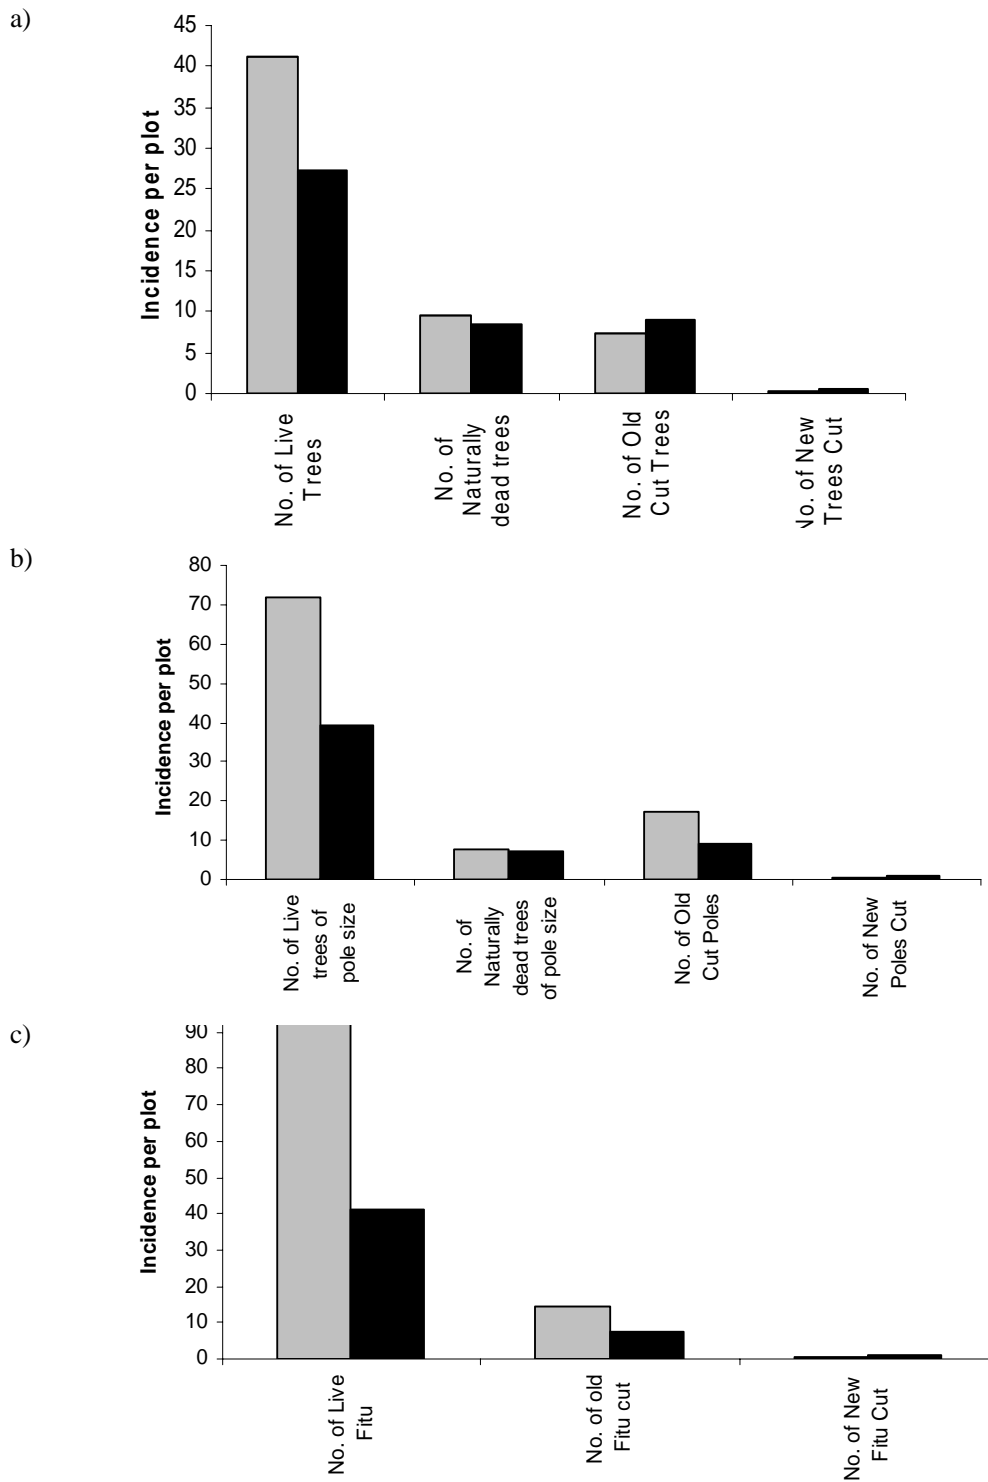 a)
45
40
35
30
25
20
15
10
5
0
Incidence per plot
No. of Live
Trees
No. of
Naturally
dead trees
No. of Old
Cut Trees
No. of New
Trees Cut
b)
80
70
60
50
40
30
20
10
0
Incidence per plot
No. of Live
trees of
pole size
No. of
Naturally
dead trees
of pole size
No. of Old
Cut Poles
No. of New
Poles Cut
c)
90
80
70
60
50
40
30
20
10
0
Incidence per plot
No. of Live
Fitu
No. of old
Fitu cut
No. of New
Fitu Cut